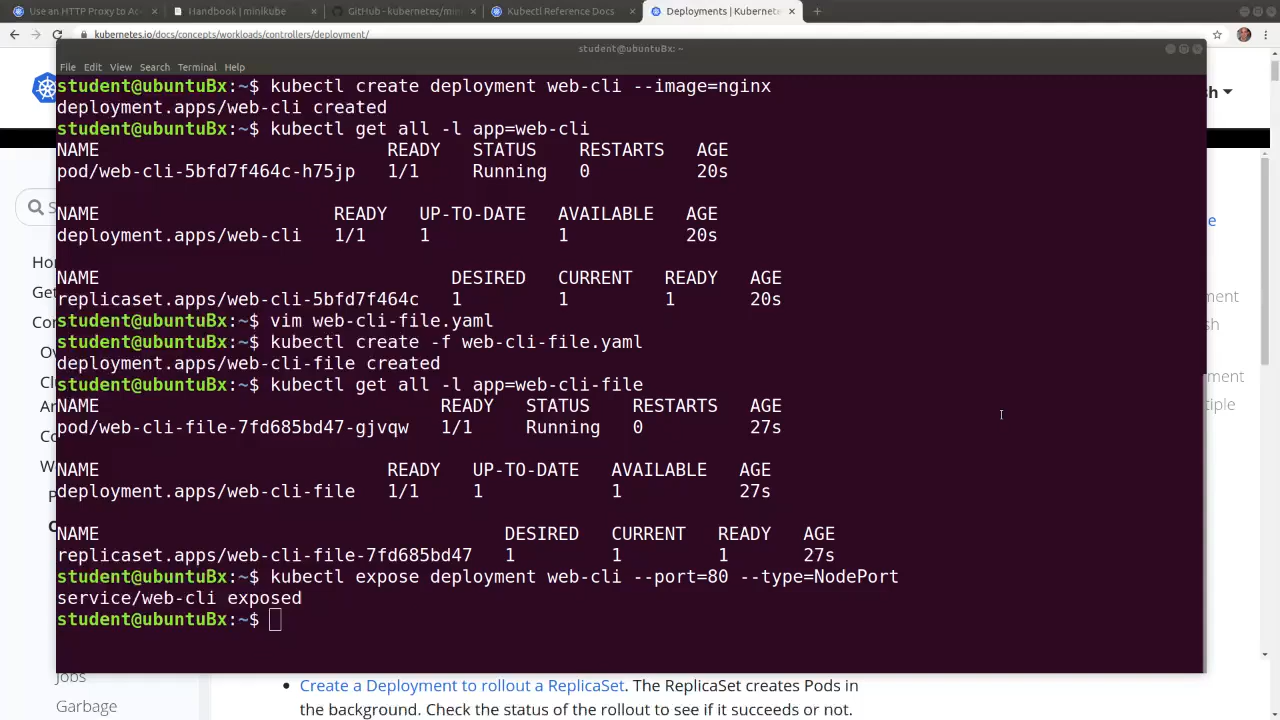 Use an HTTP Proxy to Ac
Handbook | minikube
GitHub - kubernetes/min
Kubectl Reference Docs
Deployments | Kubernete
kubernetes.io/docs/concepts/workloads/controllers/deployment/
student@ubuntuBx: ~
File Edit View Search Terminal Help
student@ubuntuBx:~$ kubectl create deployment web-cli --image=nginx
deployment.apps/web-cli created
student@ubuntuBx:~$ kubectl get all -l app=web-cli
NAME READY STATUS RESTARTS AGE
pod/web-cli-5bfd7f464c-h75jp 1/1 Running 0 20s
NAME READY UP-TO-DATE AVAILABLE AGE
deployment.apps/web-cli 1/1 1 1 20s
NAME DESIRED CURRENT READY AGE
replicaset.apps/web-cli-5bfd7f464c 1 1 1 20s
student@ubuntuBx:~$ vim web-cli-file.yaml
student@ubuntuBx:~$ kubectl create -f web-cli-file.yaml
deployment.apps/web-cli-file created
student@ubuntuBx:~$ kubectl get all -l app=web-cli-file
NAME READY STATUS RESTARTS AGE
pod/web-cli-file-7fd685bd47-gjvqw 1/1 Running 0 27s
NAME READY UP-TO-DATE AVAILABLE AGE
deployment.apps/web-cli-file 1/1 1 1 27s
NAME DESIRED CURRENT READY AGE
replicaset.apps/web-cli-file-7fd685bd47 1 1 1 27s
student@ubuntuBx:~$ kubectl expose deployment web-cli --port=80 --type=NodePort
service/web-cli exposed
student@ubuntuBx:~$
Jobs
Garbage
Create a Deployment to rollout a ReplicaSet. The ReplicaSet creates Pods in
the background. Check the status of the rollout to see if it succeeds or not.